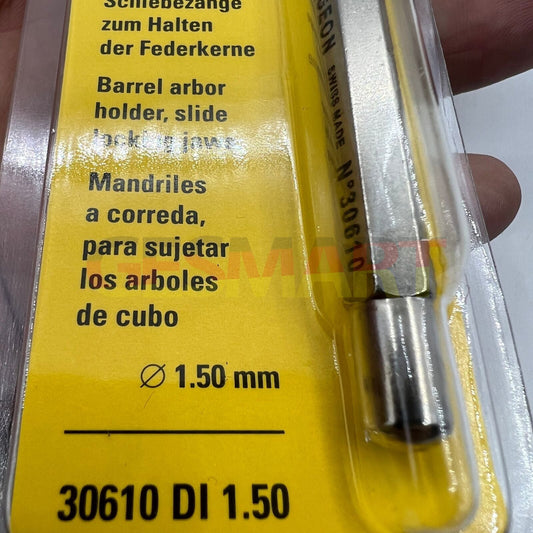 Schiebezange
zum Halten
der Federkerne
Barrel arbor
holder, slide
locking jaws
Mandriles
a correda,
para sujetar
los arboles
de cubo
∅ 1.50 mm
30610 DI 1.50
GEON
SWISS MADE
N°30610